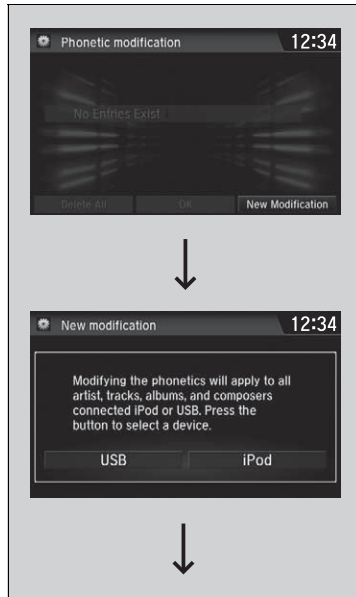 Phonetic modification 12:34
No Entries Exist
Delete All OK New Modification
New modification 12:34
Modifying the phonetics will apply to all
artist, tracks, albums, and composers
connected iPod or USB. Press the
button to select a device.
USB iPod